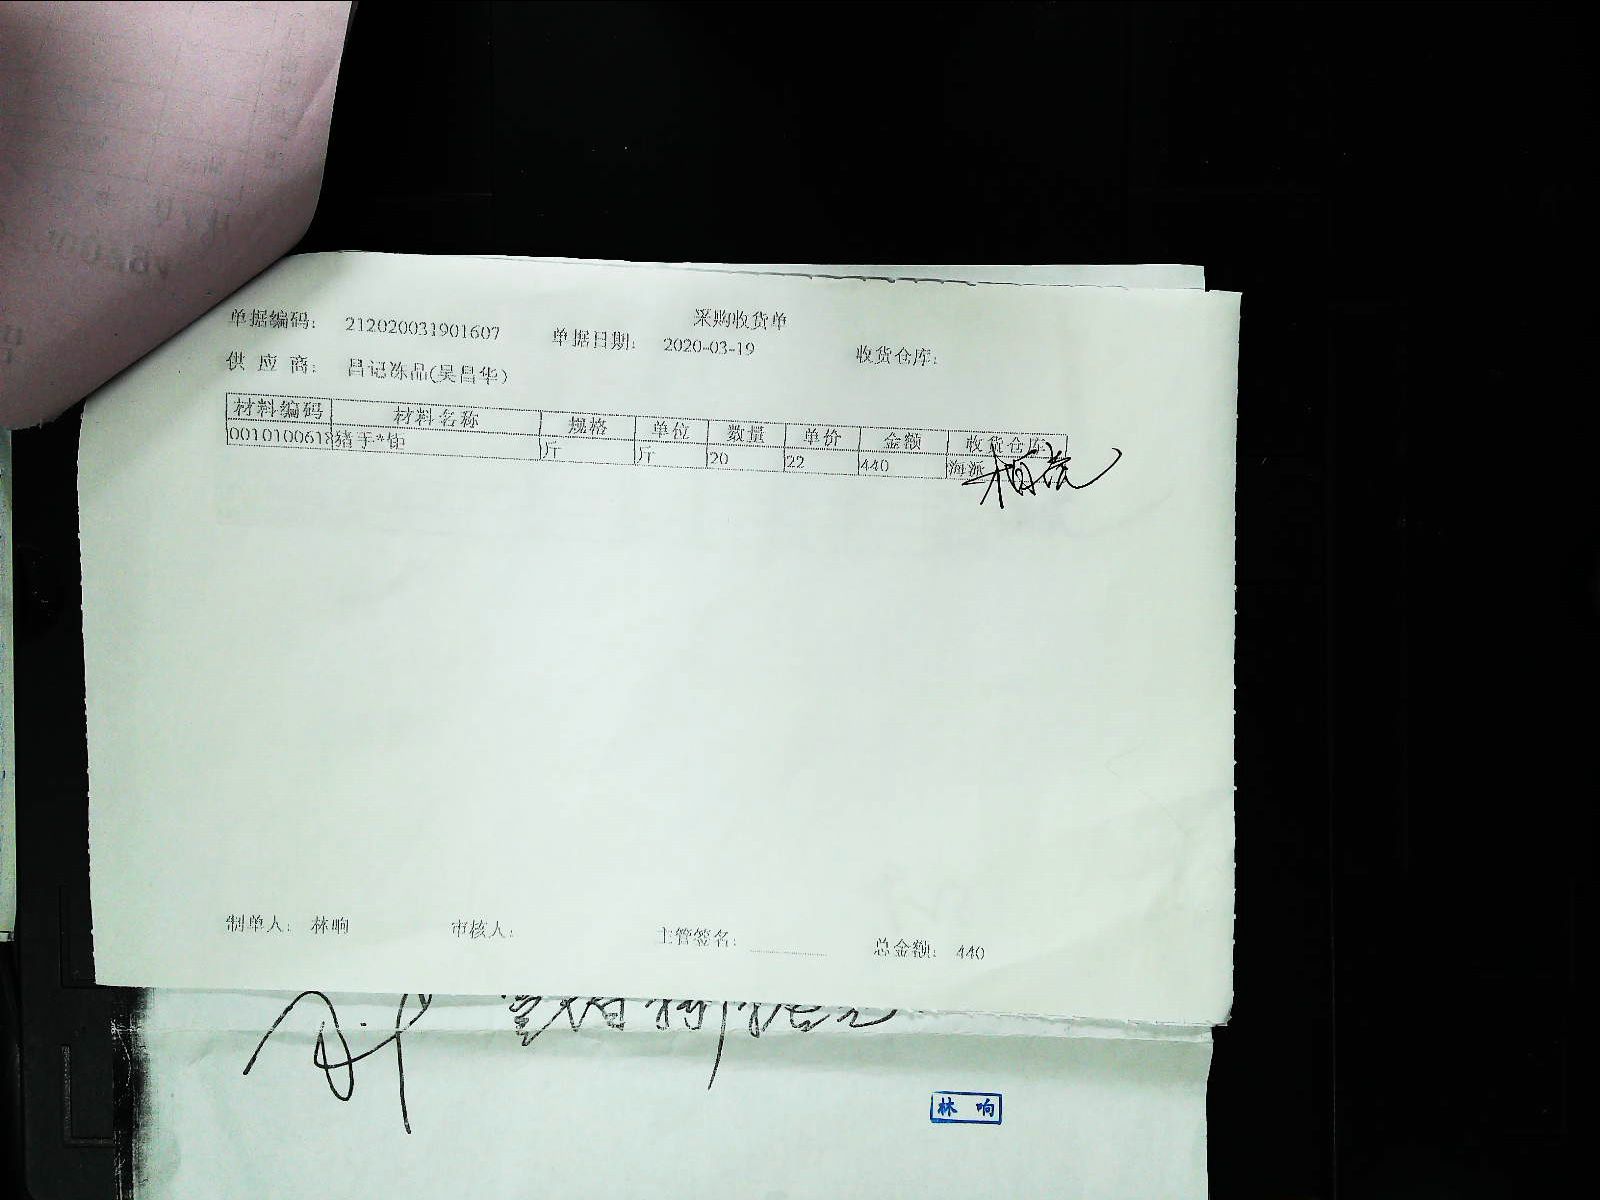 采购收货单
单据编码: 212020031901607 单据日期: 2020-03-19 收货仓库:
供 应 商: 昌记冻品(吴昌华)
材料编码 材料名称 规格 单位 数量 单价 金额 收货仓库
0010100618 猪手*铲 斤 斤 20 22 440 海派
制单人: 林响 审核人: 主管签名: 总金额: 440
林 响